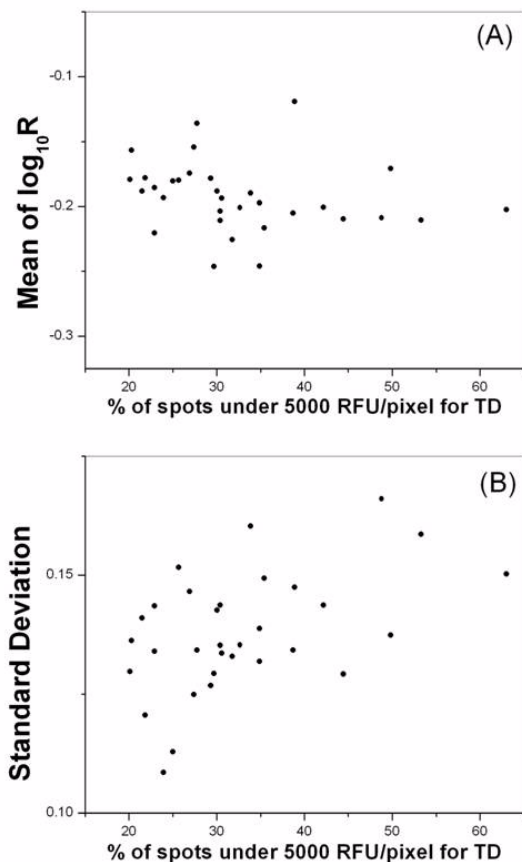 (A)
-0.1
-0.2
-0.3
Mean of log10R
20 30 40 50 60
% of spots under 5000 RFU/pixel for TD
(B)
0.15
0.10
Standard Deviation
20 30 40 50 60
% of spots under 5000 RFU/pixel for TD